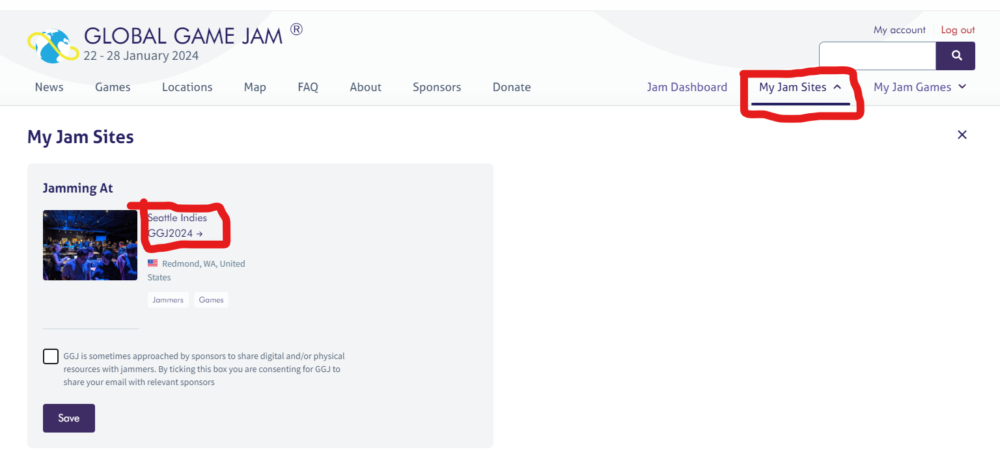 GLOBAL GAME JAM ®
22 - 28 January 2024
My account
Log out
News
Games
Locations
Map
FAQ
About
Sponsors
Donate
Jam Dashboard
My Jam Sites
My Jam Games
My Jam Sites
Jamming At
Seattle Indies
GGJ2024 →
Redmond, WA, United
States
Jammers
Games
GGJ is sometimes approached by sponsors to share digital and/or physical
resources with jammers. By ticking this box you are consenting for GGJ to
share your email with relevant sponsors
Save